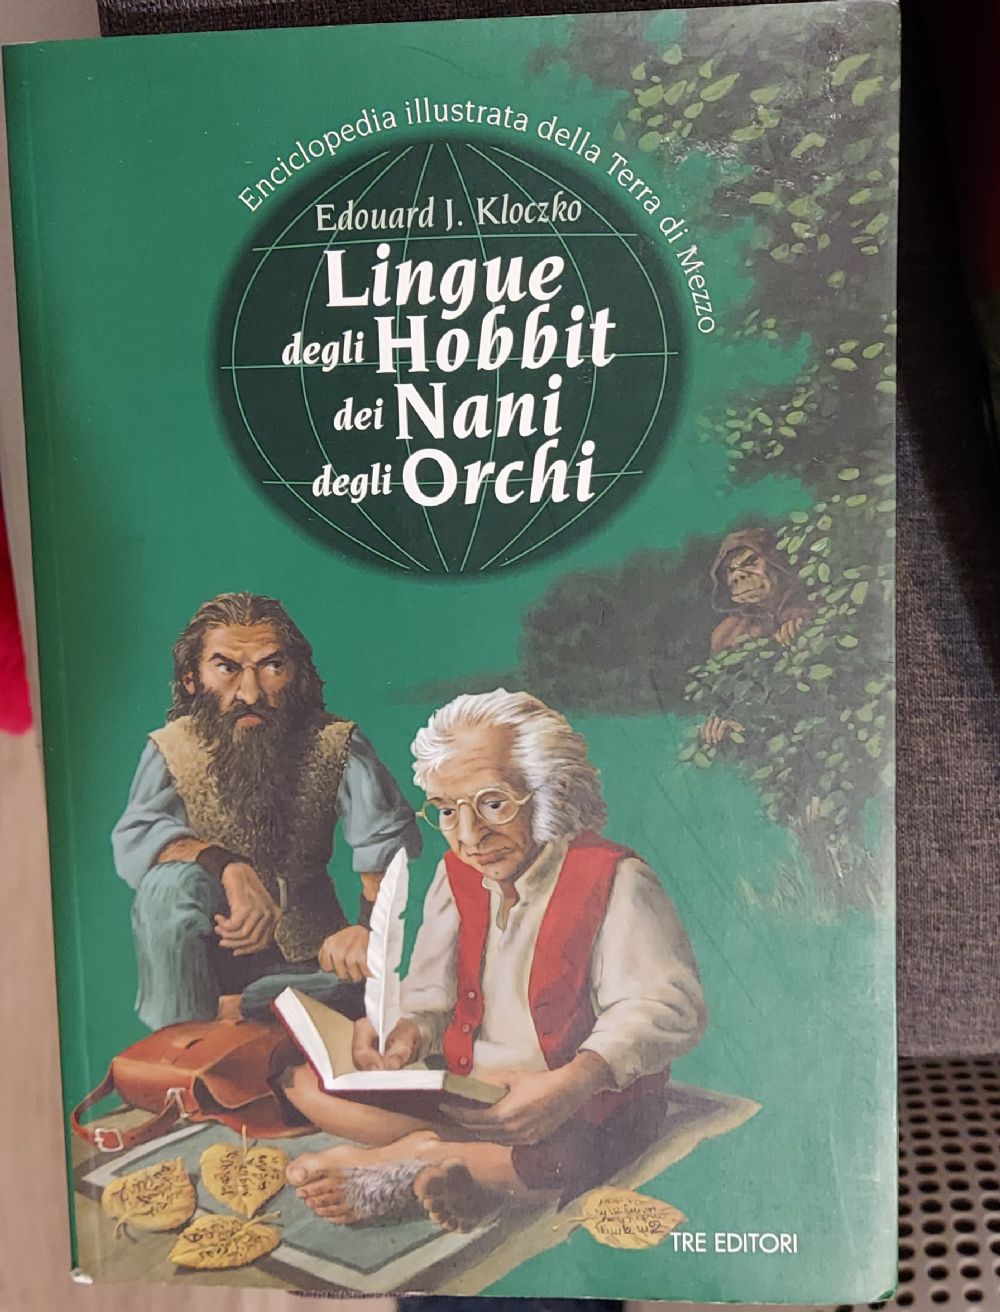 Enciclopedia illustrata della Terra di Mezzo
Edouard J. Kloczko
Lingue
degli Hobbit
dei Nani
degli Orchi
TRE EDITORI